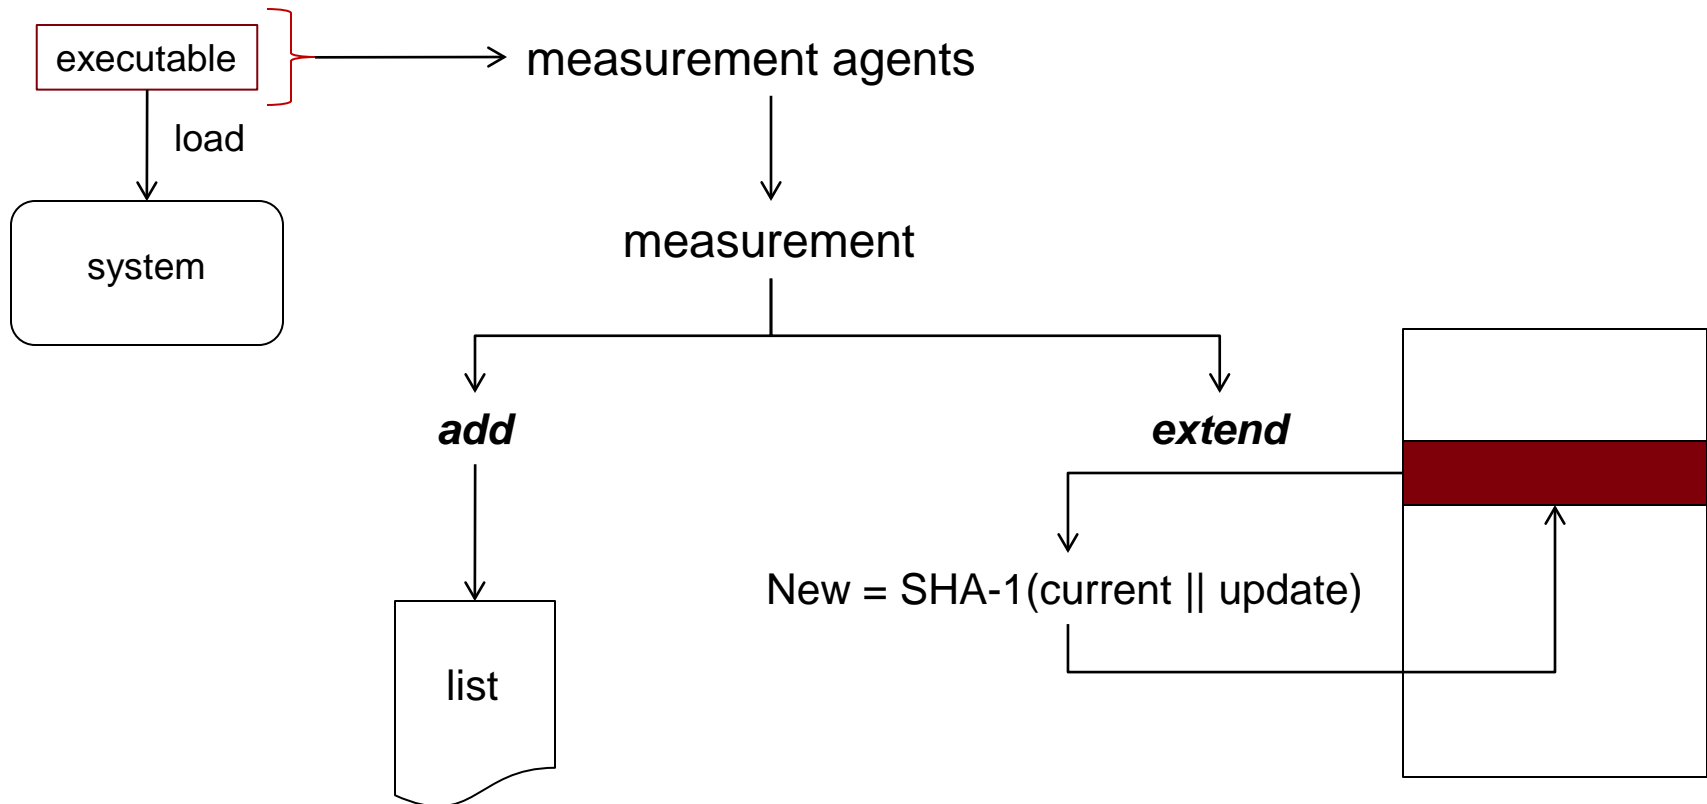 executable
measurement agents
load
measurement
system
add
extend
New = SHA-1(current || update)
list